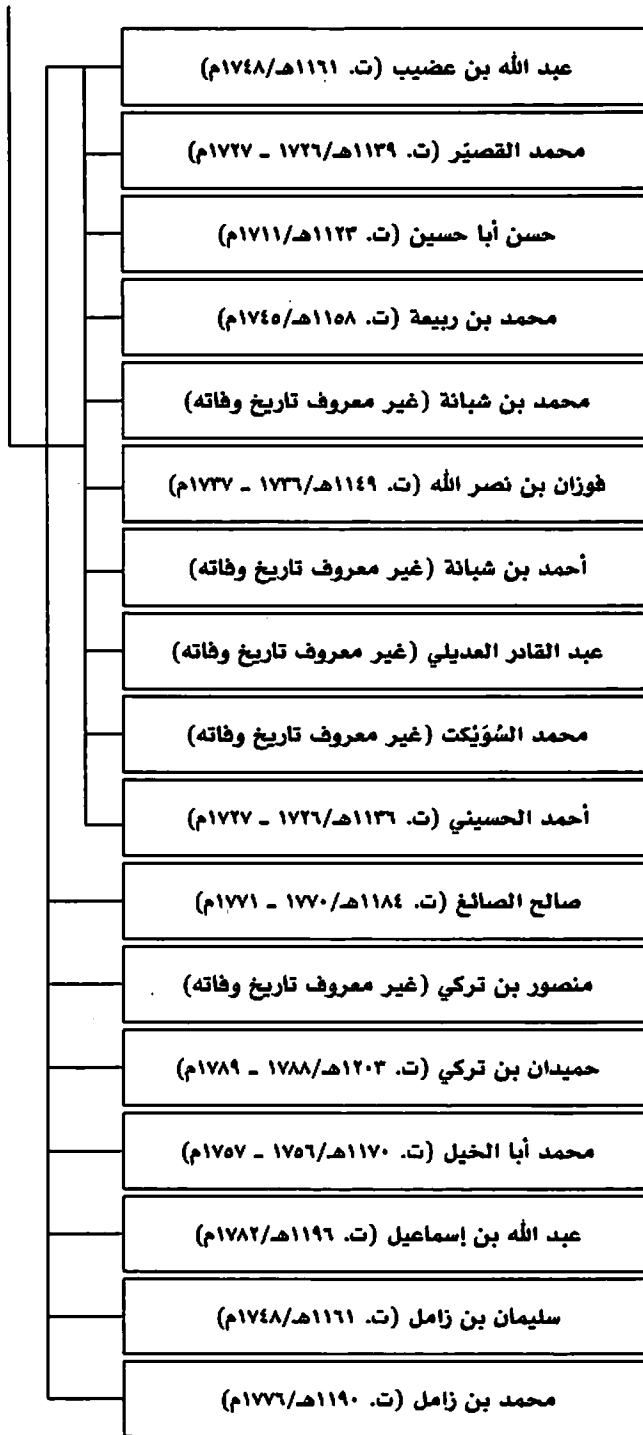 عبد الله بن عضيب (ت. ١١٦١هـ/١٧٤٨م)
محمد القصيّر (ت. ١١٣٩هـ/١٧٢٦ - ١٧٢٧م)
حسن أبا حسين (ت. ١١٢٣هـ/١٧١١م)
محمد بن ربيعة (ت. ١١٥٨هـ/١٧٤٥م)
محمد بن شبانة (غير معروف تاريخ وفاته)
فوزان بن نصر الله (ت. ١١٤٩هـ/١٧٣٦ - ١٧٣٧م)
أحمد بن شبانة (غير معروف تاريخ وفاته)
عبد القادر العديلي (غير معروف تاريخ وفاته)
محمد السُوَيْكت (غير معروف تاريخ وفاته)
أحمد الحسيني (ت. ١١٣٦هـ/١٧٢٦ - ١٧٢٧م)
صالح الصائغ (ت. ١١٨٤هـ/١٧٧٠ - ١٧٧١م)
منصور بن تركي (غير معروف تاريخ وفاته)
حميدان بن تركي (ت. ١٢٠٣هـ/١٧٨٨ - ١٧٨٩م)
محمد أبا الخيل (ت. ١١٧٠هـ/١٧٥٦ - ١٧٥٧م)
عبد الله بن إسماعيل (ت. ١١٩٦هـ/١٧٨٢م)
سليمان بن زامل (ت. ١١٦١هـ/١٧٤٨م)
محمد بن زامل (ت. ١١٩٠هـ/١٧٧٦م)